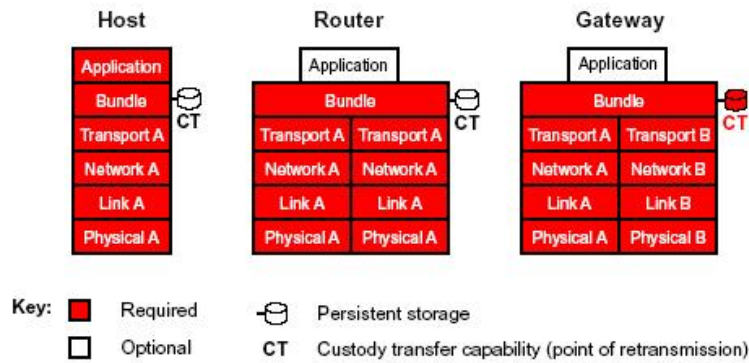 Host Router Gateway
Application Application Application
Bundle Bundle Bundle
CT CT CT
Transport A Transport A Transport A Transport A Transport B
Network A Network A Network A Network A Network B
Link A Link A Link A Link A Link B
Physical A Physical A Physical A Physical A Physical B
Key: Required Persistent storage
Optional CT Custody transfer capability (point of retransmission)